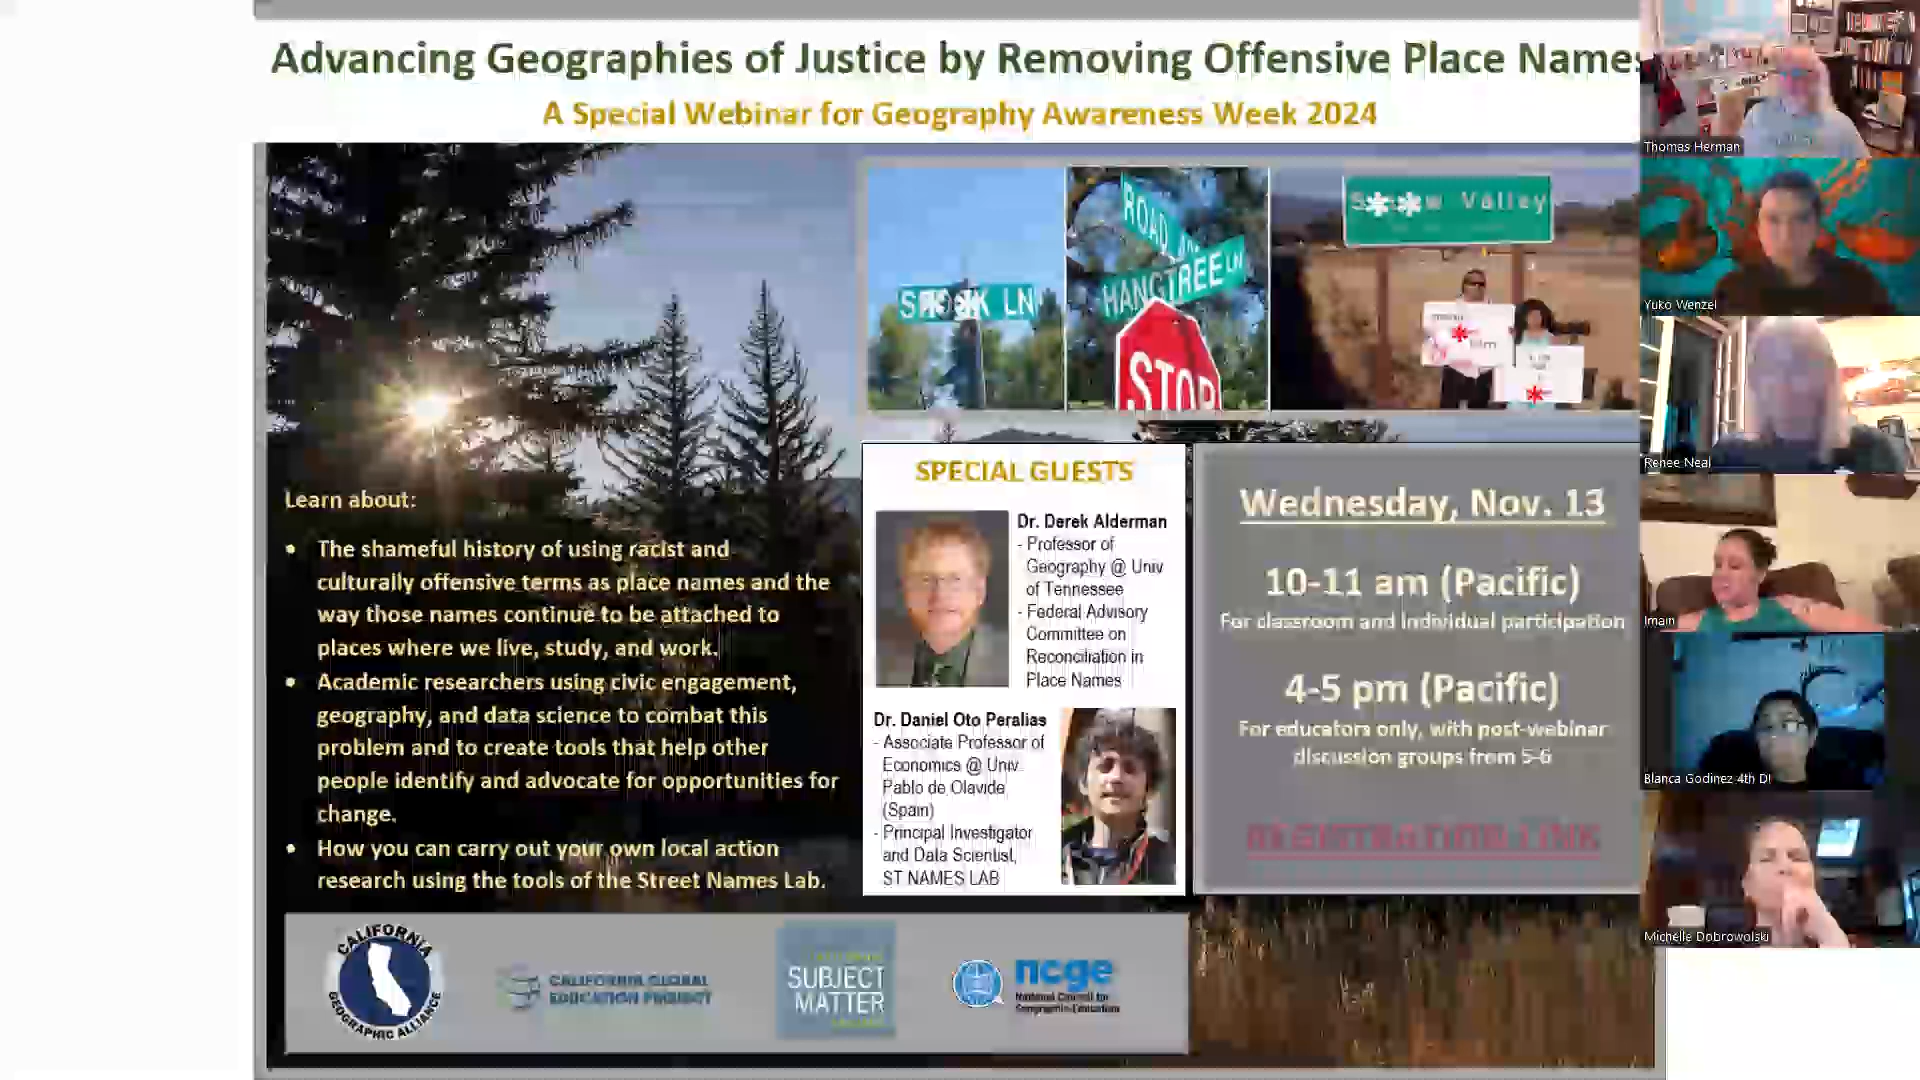 Advancing Geographies of Justice by Removing Offensive Place Names
A Special Webinar for Geography Awareness Week 2024
ROAD
HANGTREE LN
STOP
S**OK LN
S**w Valley
Learn about:
• The shameful history of using racist and
culturally offensive terms as place names and the
way those names continue to be attached to
places where we live, study, and work.
• Academic researchers using civic engagement,
geography, and data science to combat this
problem and to create tools that help other
people identify and advocate for opportunities for
change.
• How you can carry out your own local action
research using the tools of the Street Names Lab.
SPECIAL GUESTS
Dr. Derek Alderman
- Professor of
Geography @ Univ
of Tennessee
- Federal Advisory
Committee on
Reconciliation in
Place Names
Dr. Daniel Oto Peralias
- Associate Professor of
Economics @ Univ
Pablo de Olavide
(Spain)
- Principal Investigator
and Data Scientist,
ST NAMES LAB
Wednesday, Nov. 13
10-11 am (Pacific)
For classroom and individual participation
4-5 pm (Pacific)
For educators only, with post-webinar
discussion groups from 5-6
REGISTRATION LINK
CALIFORNIA
GEOGRAPHIC ALLIANCE
CALIFORNIA GLOBAL
EDUCATION PROJECT
SUBJECT
MATTER
ncge
National Council for
Geographic Education
Thomas Herman
Yuko Wenzel
Renee Neal
Imain
Blanca Godinez 4th DI
Michelle Dobrowolski